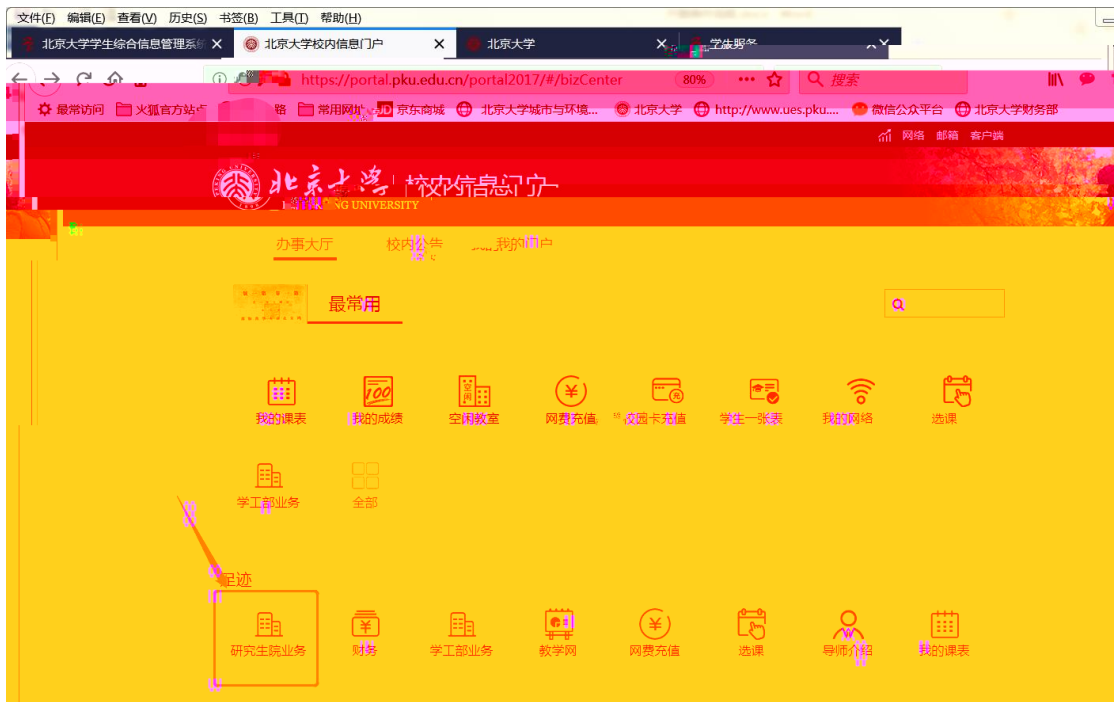 文件(F) 编辑(E) 查看(V) 历史(S) 书签(B) 工具(T) 帮助(H)
北京大学学生综合信息管理系统 × 北京大学校内信息门户 × 北京大学 × 学生服务 ×
https://portal.pku.edu.cn/portal2017/#/bizCenter 80% ••• 搜索
最常访问 火狐官方站点 常用网址 JD 京东商城 北京大学城市与环境... 北京大学 http://www.ues.pku.... 微信公众平台 北京大学财务部
网络 邮箱 客户端
北京大学 校内信息门户
办事大厅 校内公告 我的门户
最常用
我的课表 我的成绩 空闲教室 网费充值 校园卡充值 学生一张表 我的网络 选课
学工部业务 全部
足迹
研究生院业务 财务 学工部业务 教学网 网费充值 选课 导师介绍 我的课表